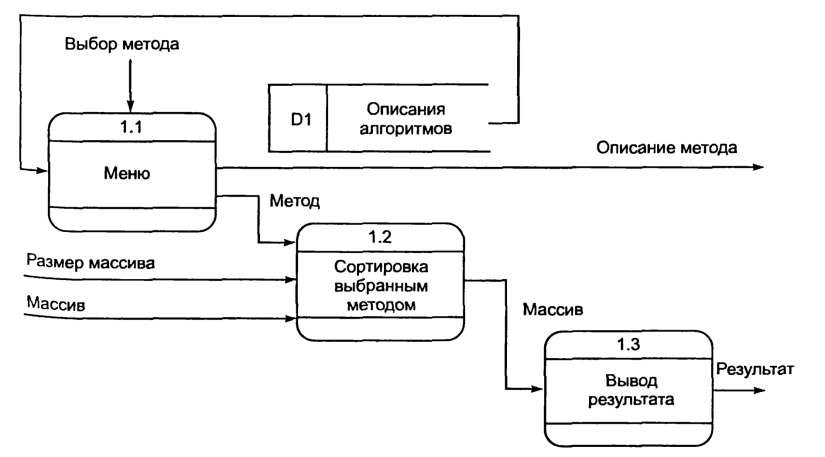 Выбор метода
D1
Описания
алгоритмов
1.1
Меню
Описание метода
Метод
1.2
Сортировка
выбранным
методом
Размер массива
Массив
Массив
1.3
Вывод
результата
Результат